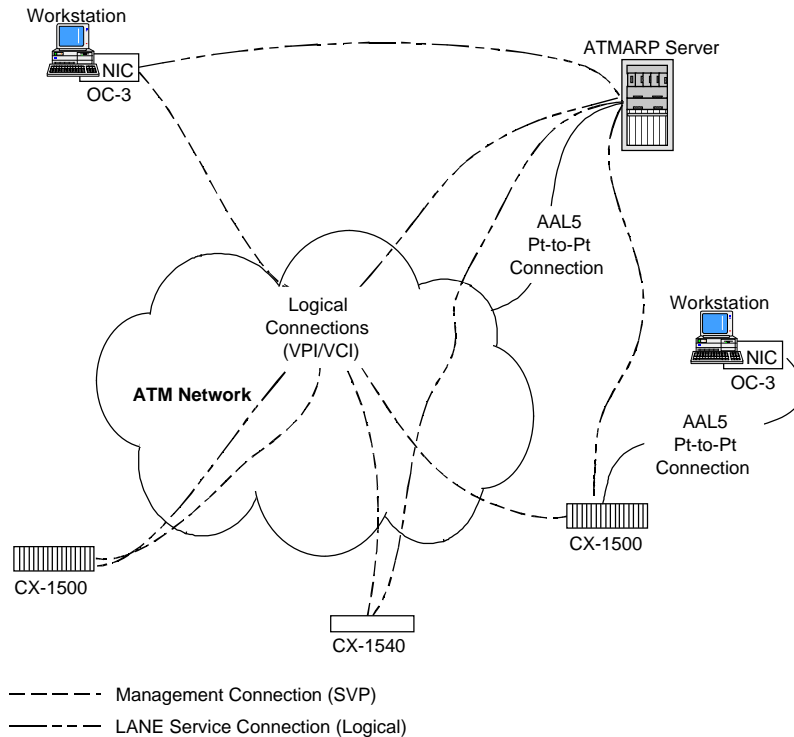 Workstation
NIC
OC-3
ATMARP Server
AAL5
Pt-to-Pt
Connection
Logical
Connections
(VPI/VCI)
ATM Network
Workstation
NIC
OC-3
AAL5
Pt-to-Pt
Connection
CX-1500
CX-1500
CX-1540
Management Connection (SVP)
LANE Service Connection (Logical)